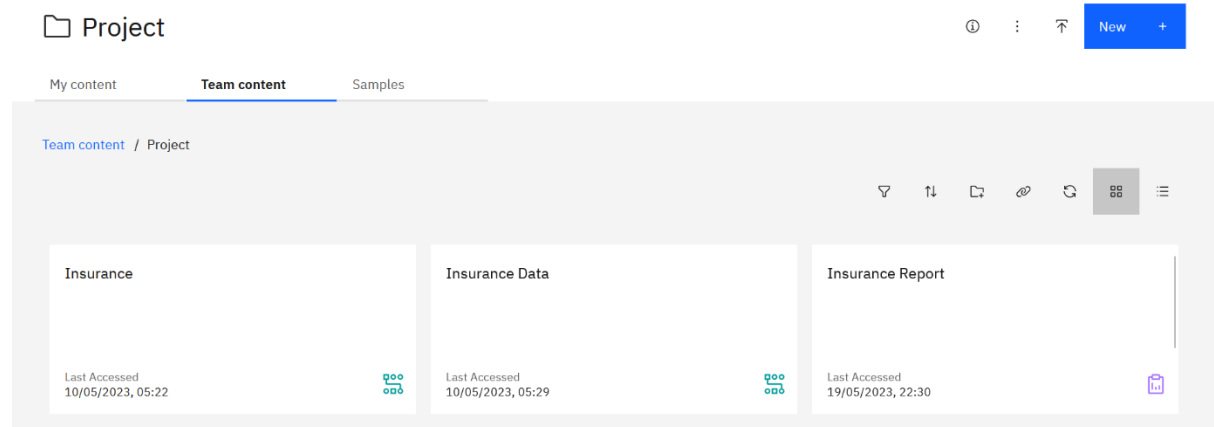 Project
New +
My content Team content Samples
Team content / Project
Insurance
Last Accessed
10/05/2023, 05:22
Insurance Data
Last Accessed
10/05/2023, 05:29
Insurance Report
Last Accessed
19/05/2023, 22:30